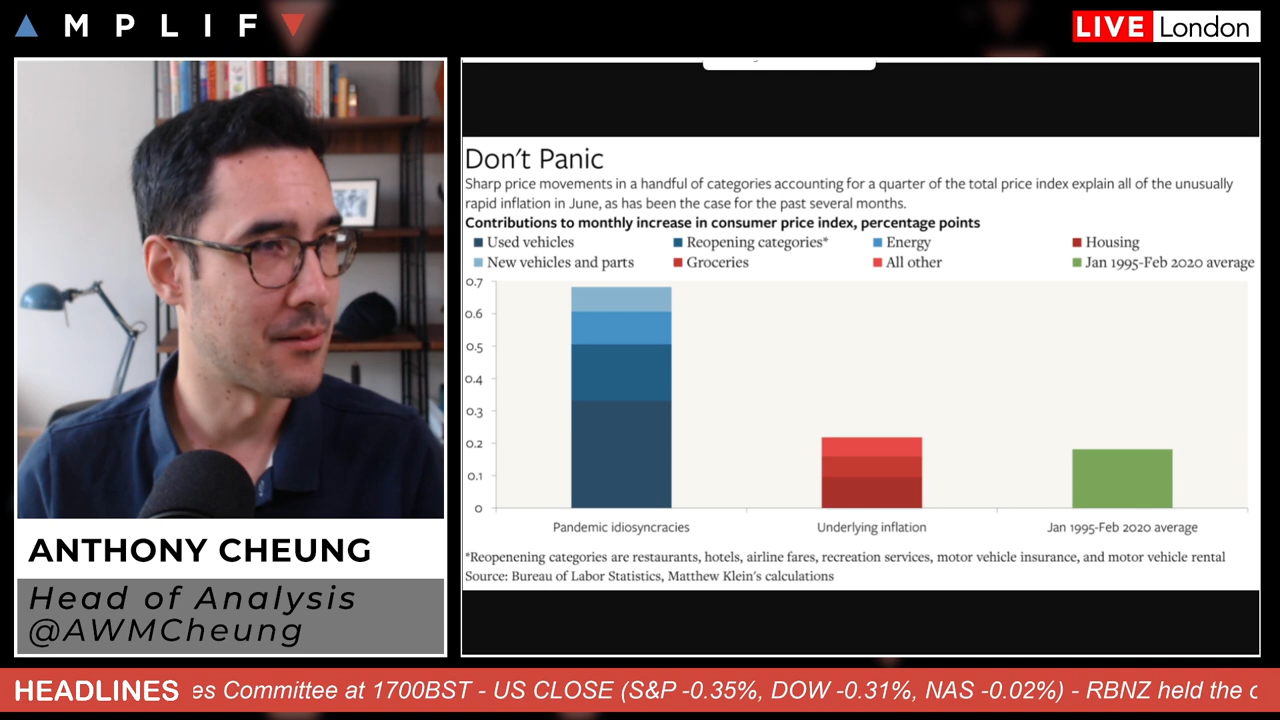 MPLIF
LIVE London
Don't Panic
Sharp price movements in a handful of categories accounting for a quarter of the total price index explain all of the unusually
rapid inflation in June, as has been the case for the past several months.
Contributions to monthly increase in consumer price index, percentage points
Used vehicles Reopening categories* Energy Housing
New vehicles and parts Groceries All other Jan 1995-Feb 2020 average
0.7
0.6
0.5
0.4
0.3
0.2
0.1
0
Pandemic idiosyncracies Underlying inflation Jan 1995-Feb 2020 average
*Reopenening categories are restaurants, hotels, airline fares, recreation services, motor vehicle insurance, and motor vehicle rental
Source: Bureau of Labor Statistics, Matthew Klein's calculations
ANTHONY CHEUNG
Head of Analysis
@AWMCheung
HEADLINES es Committee at 1700BST - US CLOSE (S&P -0.35%, DOW -0.31%, NAS -0.02%) - RBNZ held the